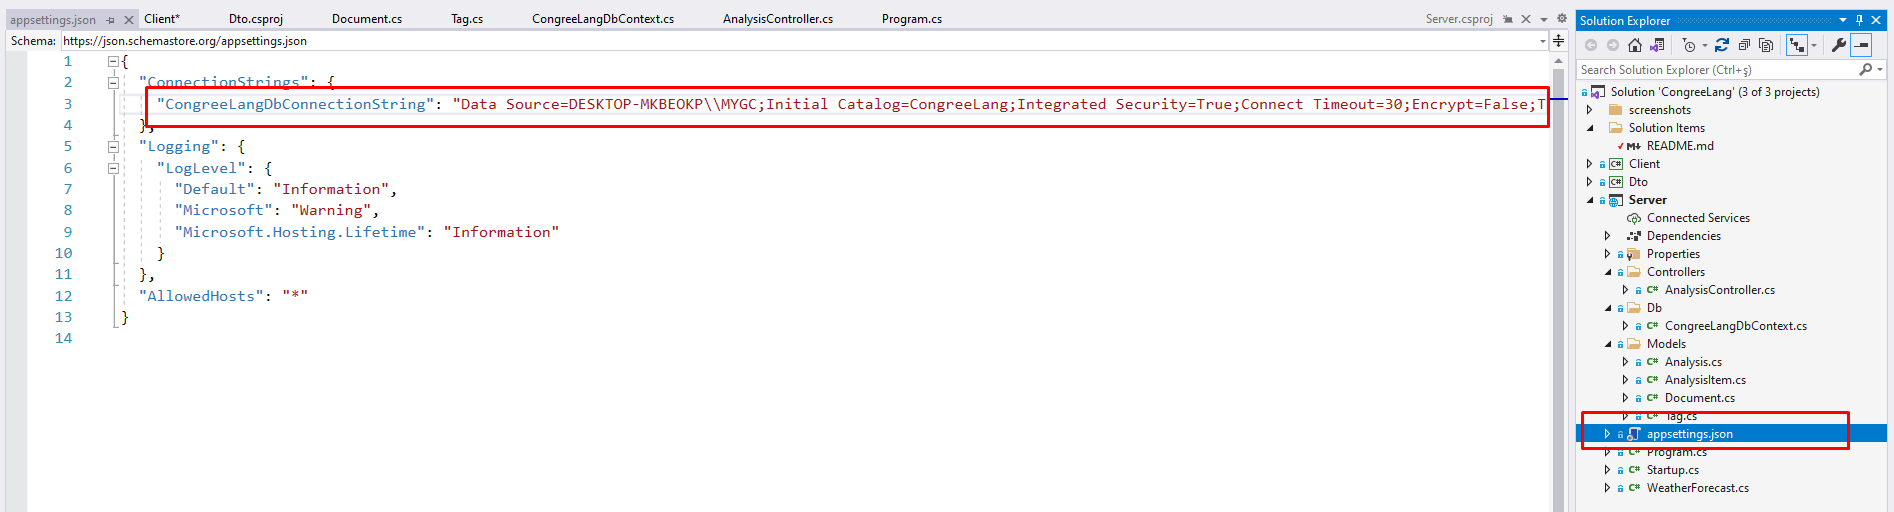 appsettings.json
Client*
Dto.csproj
Document.cs
Tag.cs
CongreeLangDbContext.cs
AnalysisController.cs
Program.cs
Server.csproj
Schema: https://json.schemastore.org/appsettings.json
1 {
2 "ConnectionStrings": {
3 "CongreeLangDbConnectionString": "Data Source=DESKTOP-MKBEOKP\\MYGC;Initial Catalog=CongreeLang;Integrated Security=True;Connect Timeout=30;Encrypt=False;T
4 },
5 "Logging": {
6 "LogLevel": {
7 "Default": "Information",
8 "Microsoft": "Warning",
9 "Microsoft.Hosting.Lifetime": "Information"
10 }
11 },
12 "AllowedHosts": "*"
13 }
14
Solution Explorer
Search Solution Explorer (Ctrl+ş)
Solution 'CongreeLang' (3 of 3 projects)
screenshots
Solution Items
README.md
C# Client
C# Dto
Server
Connected Services
Dependencies
Properties
Controllers
C# AnalysisController.cs
Db
C# CongreeLangDbContext.cs
Models
C# Analysis.cs
C# AnalysisItem.cs
C# Document.cs
C# Tag.cs
appsettings.json
C# Program.cs
C# Startup.cs
C# WeatherForecast.cs